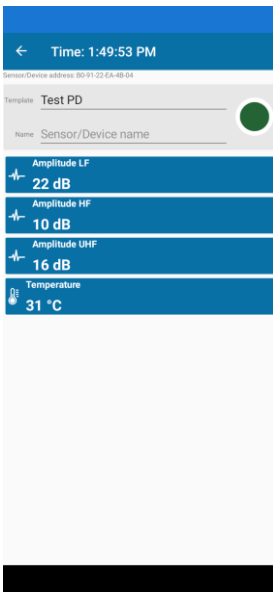 Time: 1:49:53 PM
Sensor/Device address: B0-91-22-EA-4B-04
Template Test PD
Name Sensor/Device name
Amplitude LF
22 dB
Amplitude HF
10 dB
Amplitude UHF
16 dB
Temperature
31 °C